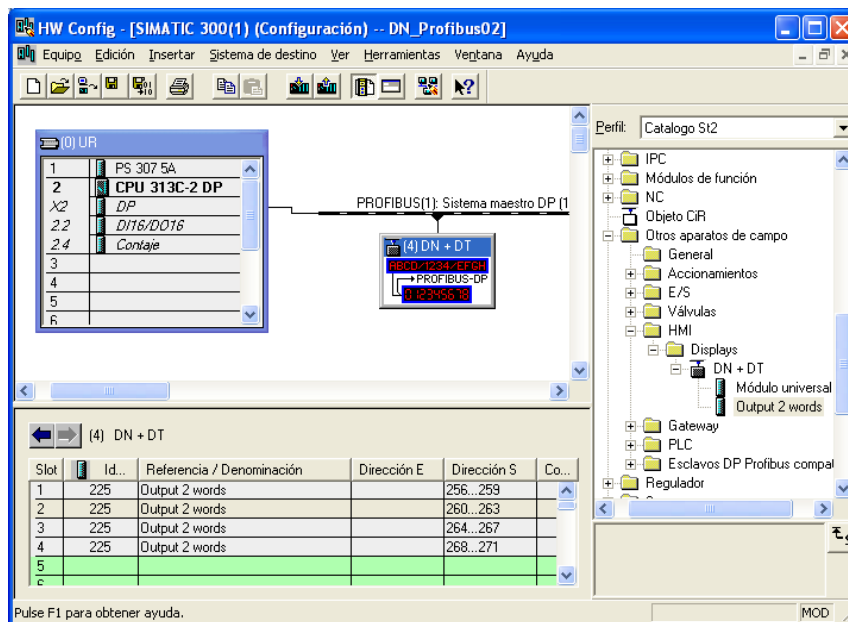 HW Config - [SIMATIC 300(1) (Configuración) -- DN_Profibus02]
Equipo Edición Insertar Sistema de destino Ver Herramientas Ventana Ayuda
(0) UR
1 PS 307 5A
2 CPU 313C-2 DP
X2 DP
2.2 DI16/DO16
2.4 Contaje
3
4
5
6
PROFIBUS(1): Sistema maestro DP (1
(4) DN + DT
ABCD/1234/EFGH
PROFIBUS-DP
012345678
Perfil: Catalogo St2
IPC
Módulos de función
NC
Objeto CiR
Otros aparatos de campo
General
Accionamientos
E/S
Válvulas
HMI
Displays
DN + DT
Módulo universal
Output 2 words
Gateway
PLC
Esclavos DP Profibus compat
Regulador
(4) DN + DT
Slot Id... Referencia / Denominación Dirección E Dirección S Co...
1 225 Output 2 words 256...259
2 225 Output 2 words 260...263
3 225 Output 2 words 264...267
4 225 Output 2 words 268...271
5
6
Pulse F1 para obtener ayuda.
MOD